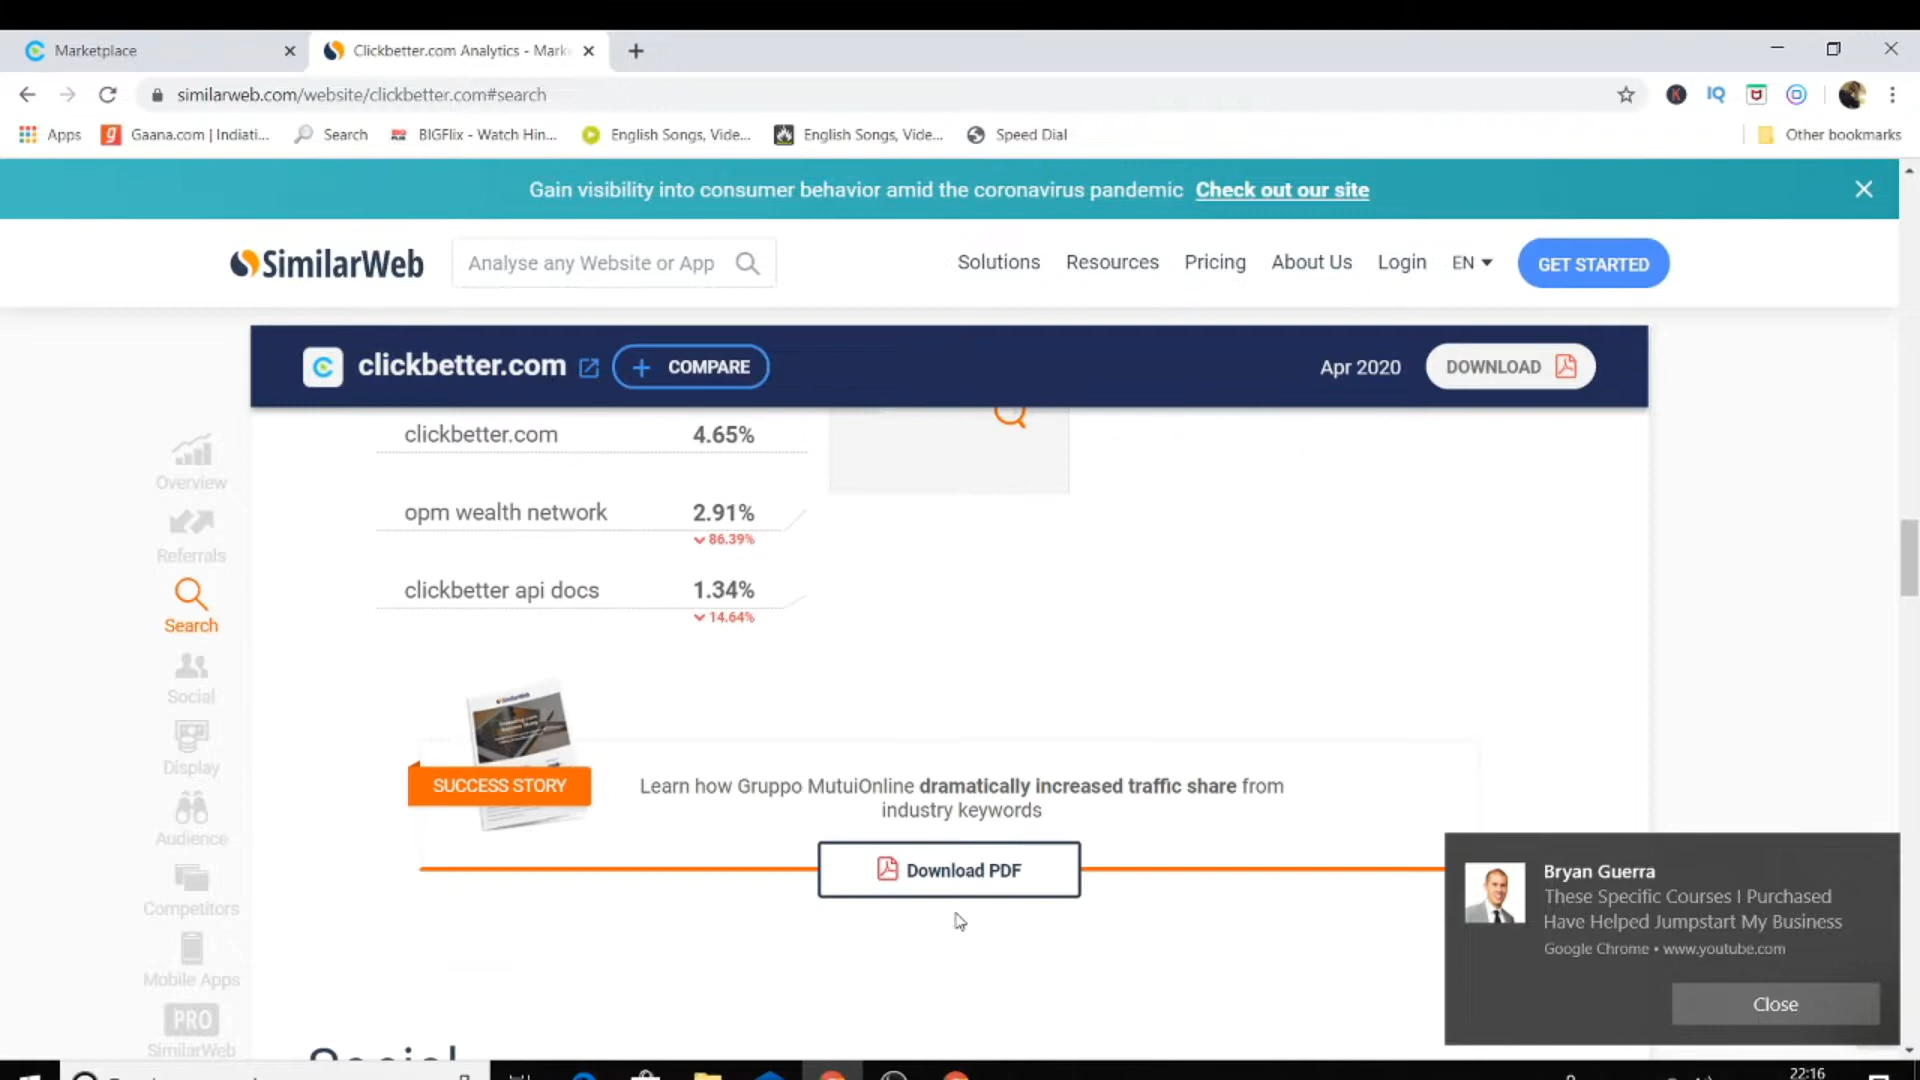 Marketplace
Clickbetter.com Analytics - Mark
similarweb.com/website/clickbetter.com#search
Apps
Gaana.com | Indiati...
Search
BIGFlix - Watch Hin...
English Songs, Vide...
English Songs, Vide...
Speed Dial
Other bookmarks
Gain visibility into consumer behavior amid the coronavirus pandemic Check out our site
SimilarWeb
Analyse any Website or App
Solutions
Resources
Pricing
About Us
Login
EN
GET STARTED
clickbetter.com
COMPARE
Apr 2020
DOWNLOAD
clickbetter.com 4.65%
opm wealth network 2.91%
86.39%
clickbetter api docs 1.34%
14.64%
Overview
Referrals
Search
Social
Display
Audience
Competitors
Mobile Apps
PRO
SimilarWeb
SUCCESS STORY
Learn how Gruppo MutuiOnline dramatically increased traffic share from
industry keywords
Download PDF
Social
Bryan Guerra
These Specific Courses I Purchased
Have Helped Jumpstart My Business
Google Chrome • www.youtube.com
Close
22:16